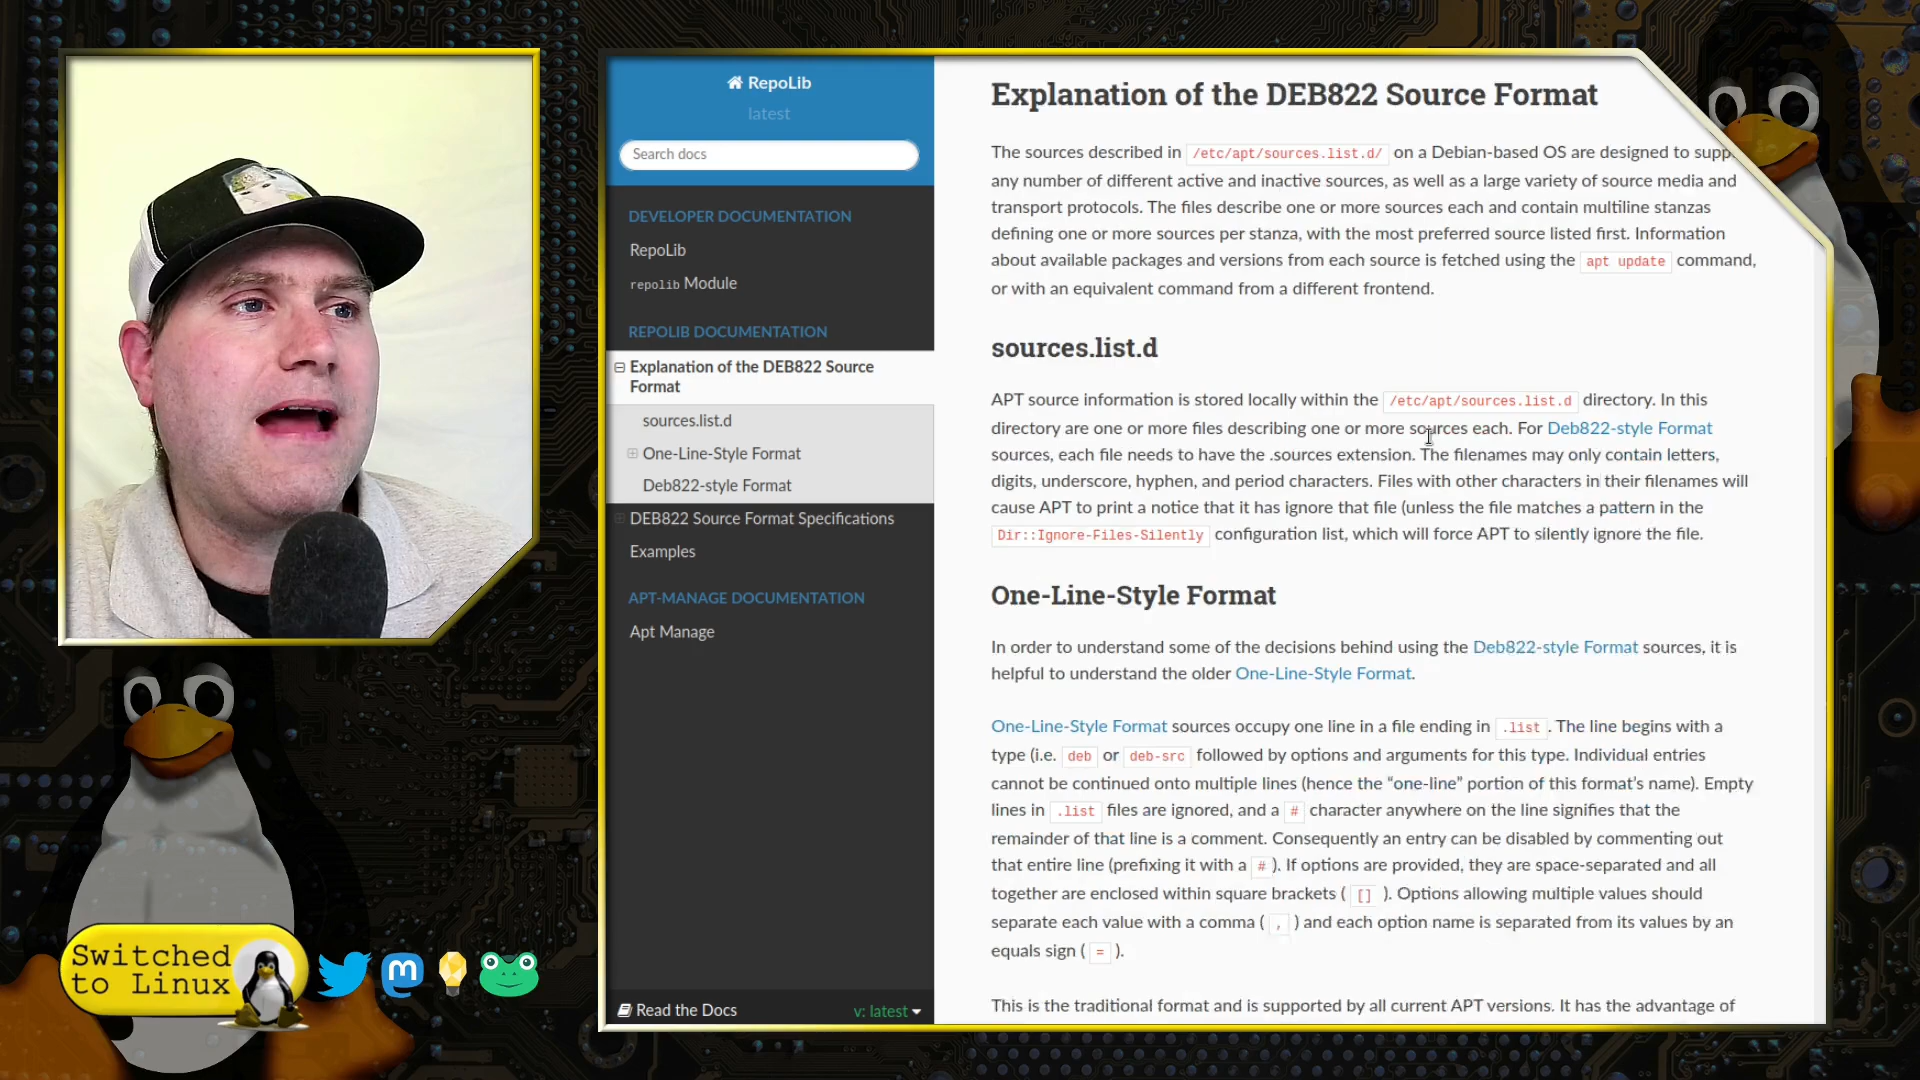 RepoLib
latest
Search docs
DEVELOPER DOCUMENTATION
RepoLib
repolib Module
REPOLIB DOCUMENTATION
Explanation of the DEB822 Source
Format
sources.list.d
One-Line-Style Format
Deb822-style Format
DEB822 Source Format Specifications
Examples
APT-MANAGE DOCUMENTATION
Apt Manage
Read the Docs
v: latest
Explanation of the DEB822 Source Format
The sources described in /etc/apt/sources.list.d/ on a Debian-based OS are designed to supp
any number of different active and inactive sources, as well as a large variety of source media and
transport protocols. The files describe one or more sources each and contain multiline stanzas
defining one or more sources per stanza, with the most preferred source listed first. Information
about available packages and versions from each source is fetched using the apt update command,
or with an equivalent command from a different frontend.
sources.list.d
APT source information is stored locally within the /etc/apt/sources.list.d directory. In this
directory are one or more files describing one or more sources each. For Deb822-style Format
sources, each file needs to have the .sources extension. The filenames may only contain letters,
digits, underscore, hyphen, and period characters. Files with other characters in their filenames will
cause APT to print a notice that it has ignore that file (unless the file matches a pattern in the
Dir::Ignore-Files-Silently configuration list, which will force APT to silently ignore the file.
One-Line-Style Format
In order to understand some of the decisions behind using the Deb822-style Format sources, it is
helpful to understand the older One-Line-Style Format.
One-Line-Style Format sources occupy one line in a file ending in .list. The line begins with a
type (i.e. deb or deb-src followed by options and arguments for this type. Individual entries
cannot be continued onto multiple lines (hence the “one-line” portion of this format’s name). Empty
lines in .list files are ignored, and a # character anywhere on the line signifies that the
remainder of that line is a comment. Consequently an entry can be disabled by commenting out
that entire line (prefixing it with a #). If options are provided, they are space-separated and all
together are enclosed within square brackets ( [] ). Options allowing multiple values should
separate each value with a comma ( , ) and each option name is separated from its values by an
equals sign ( = ).
This is the traditional format and is supported by all current APT versions. It has the advantage of
Switched
to Linux